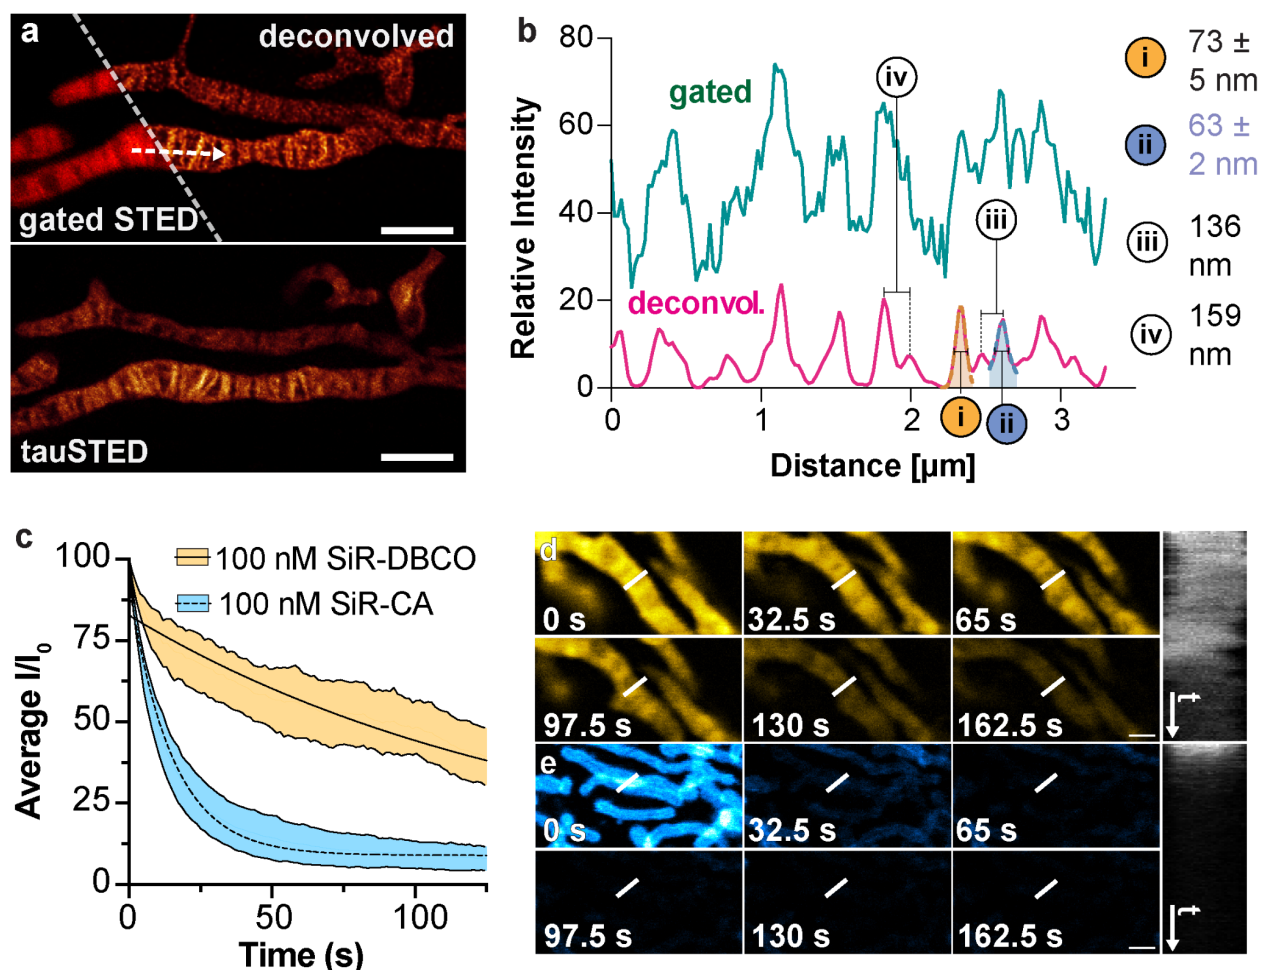 a
deconvolved
gated STED
tauSTED
b
80
60
40
20
0
0
1
2
3
Relative Intensity
Distance [µm]
gated
deconvol.
iv
iii
i
ii
i
73 ±
5 nm
ii
63 ±
2 nm
iii
136
nm
iv
159
nm
c
100
75
50
25
0
0
50
100
Average I/I0
Time (s)
100 nM SiR-DBCO
100 nM SiR-CA
d
0 s
32.5 s
65 s
97.5 s
130 s
162.5 s
t
e
0 s
32.5 s
65 s
97.5 s
130 s
162.5 s
t